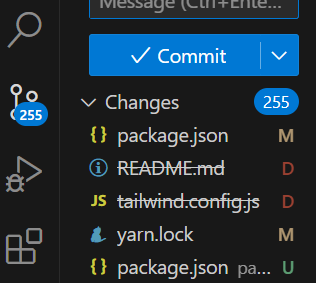 Message (Ctrl+Ente...
Commit
255
Changes 255
{} package.json M
README.md D
JS tailwind.config.js D
yarn.lock M
{} package.json pa... U